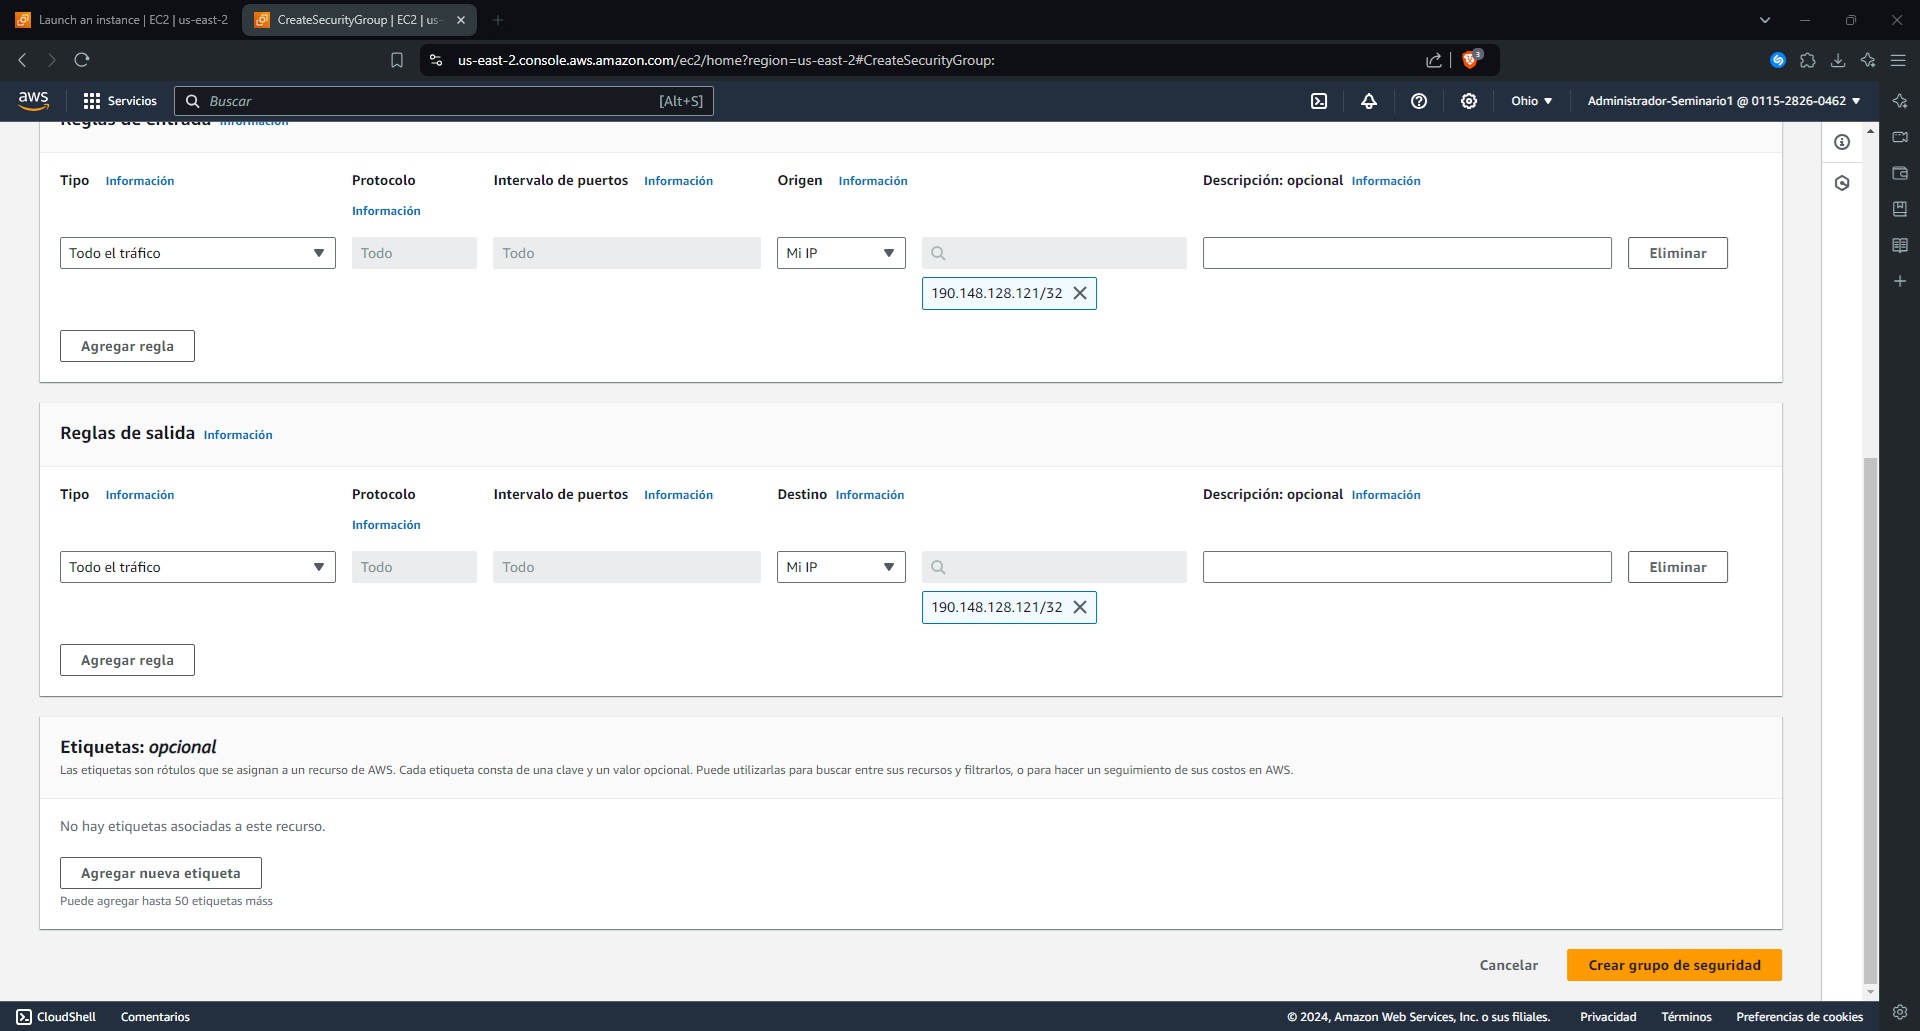 Launch an instance | EC2 | us-east-2
CreateSecurityGroup | EC2 | us-
us-east-2.console.aws.amazon.com/ec2/home?region=us-east-2#CreateSecurityGroup:
3
aws
Servicios
Buscar
[Alt+S]
Ohio
Administrador-Seminario1 @ 0115-2826-0462
Reglas de entrada Información
Tipo Información
Protocolo
Información
Intervalo de puertos Información
Origen Información
Descripción: opcional Información
Todo el tráfico
Todo
Todo
Mi IP
Eliminar
190.148.128.121/32
Agregar regla
Reglas de salida Información
Tipo Información
Protocolo
Información
Intervalo de puertos Información
Destino Información
Descripción: opcional Información
Todo el tráfico
Todo
Todo
Mi IP
Eliminar
190.148.128.121/32
Agregar regla
Etiquetas: opcional
Las etiquetas son rótulos que se asignan a un recurso de AWS. Cada etiqueta consta de una clave y un valor opcional. Puede utilizarlas para buscar entre sus recursos y filtrarlos, o para hacer un seguimiento de sus costos en AWS.
No hay etiquetas asociadas a este recurso.
Agregar nueva etiqueta
Puede agregar hasta 50 etiquetas máss
Cancelar
Crear grupo de seguridad
CloudShell
Comentarios
© 2024, Amazon Web Services, Inc. o sus filiales.
Privacidad
Términos
Preferencias de cookies